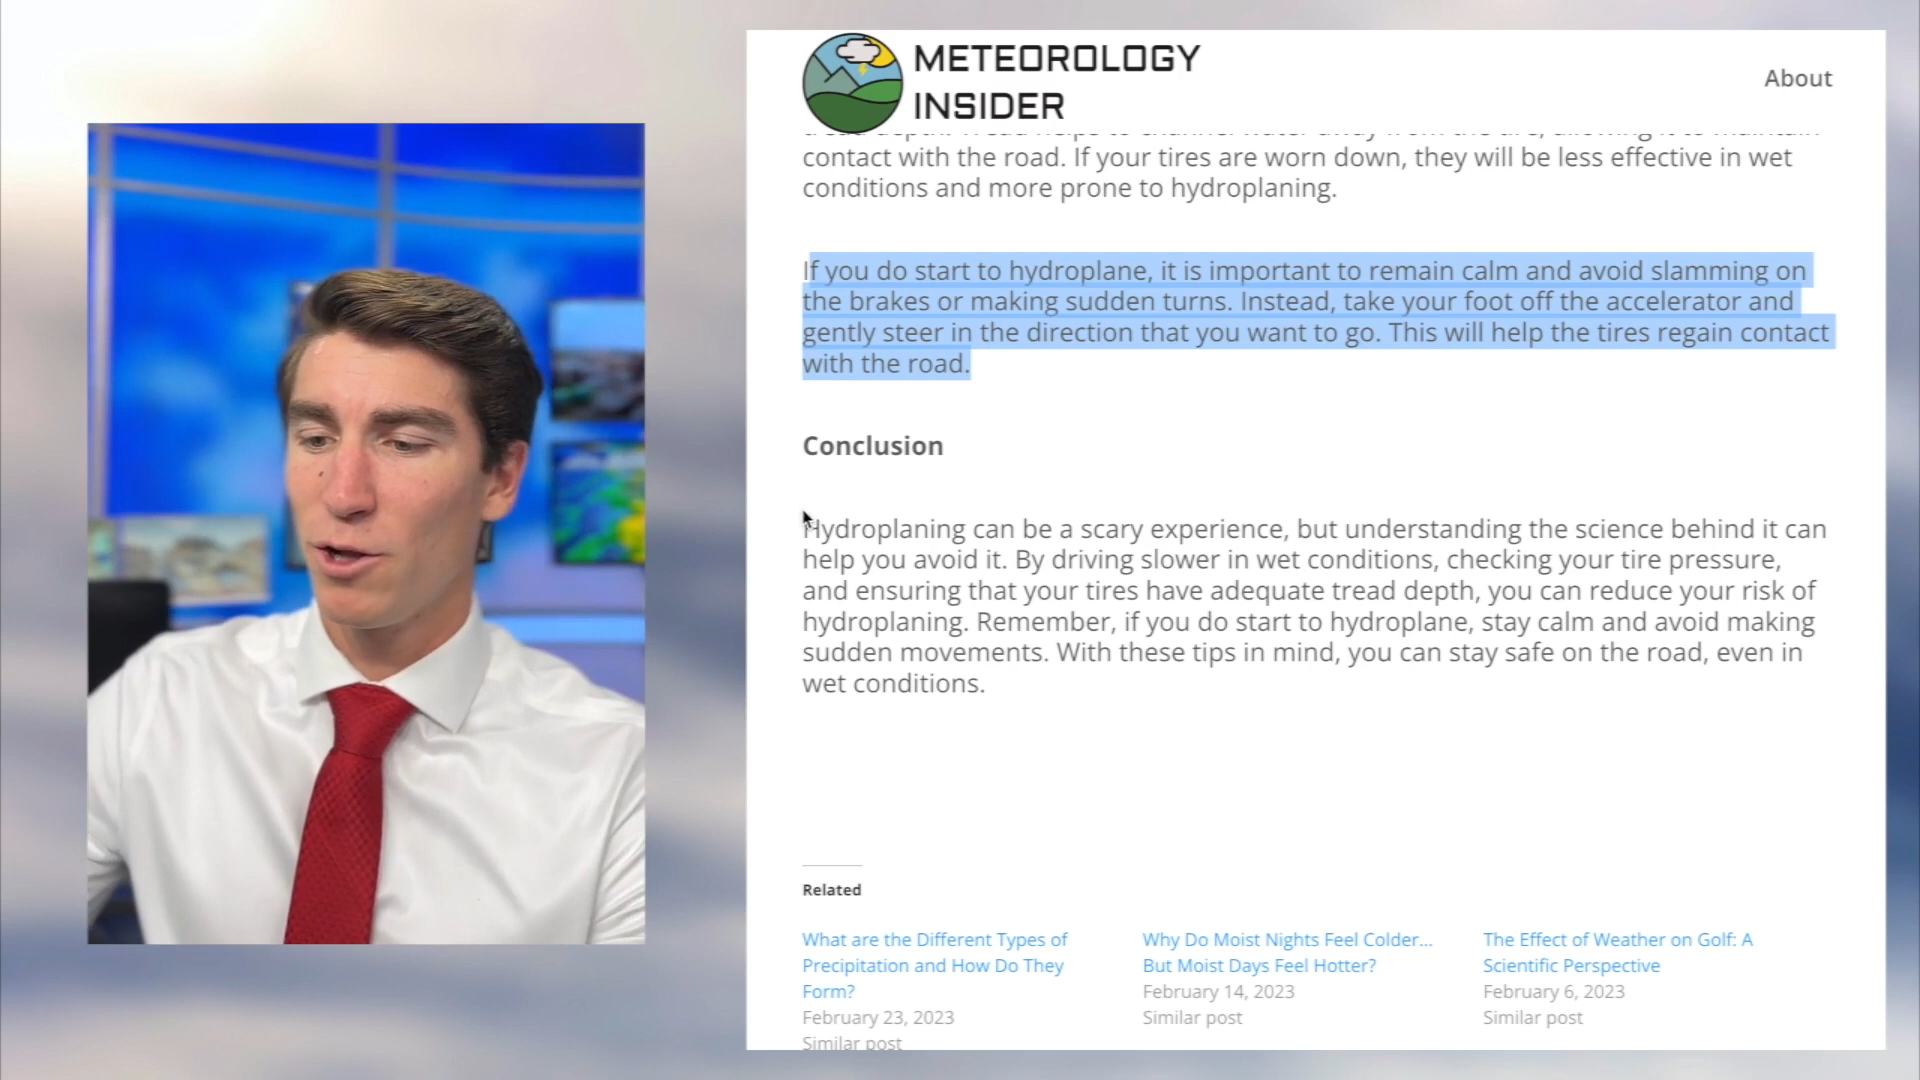 METEOROLOGY
INSIDER
About
contact with the road. If your tires are worn down, they will be less effective in wet
conditions and more prone to hydroplaning.
If you do start to hydroplane, it is important to remain calm and avoid slamming on
the brakes or making sudden turns. Instead, take your foot off the accelerator and
gently steer in the direction that you want to go. This will help the tires regain contact
with the road.
Conclusion
Hydroplaning can be a scary experience, but understanding the science behind it can
help you avoid it. By driving slower in wet conditions, checking your tire pressure,
and ensuring that your tires have adequate tread depth, you can reduce your risk of
hydroplaning. Remember, if you do start to hydroplane, stay calm and avoid making
sudden movements. With these tips in mind, you can stay safe on the road, even in
wet conditions.
Related
What are the Different Types of
Precipitation and How Do They
Form?
February 23, 2023
Similar post
Why Do Moist Nights Feel Colder...
But Moist Days Feel Hotter?
February 14, 2023
Similar post
The Effect of Weather on Golf: A
Scientific Perspective
February 6, 2023
Similar post